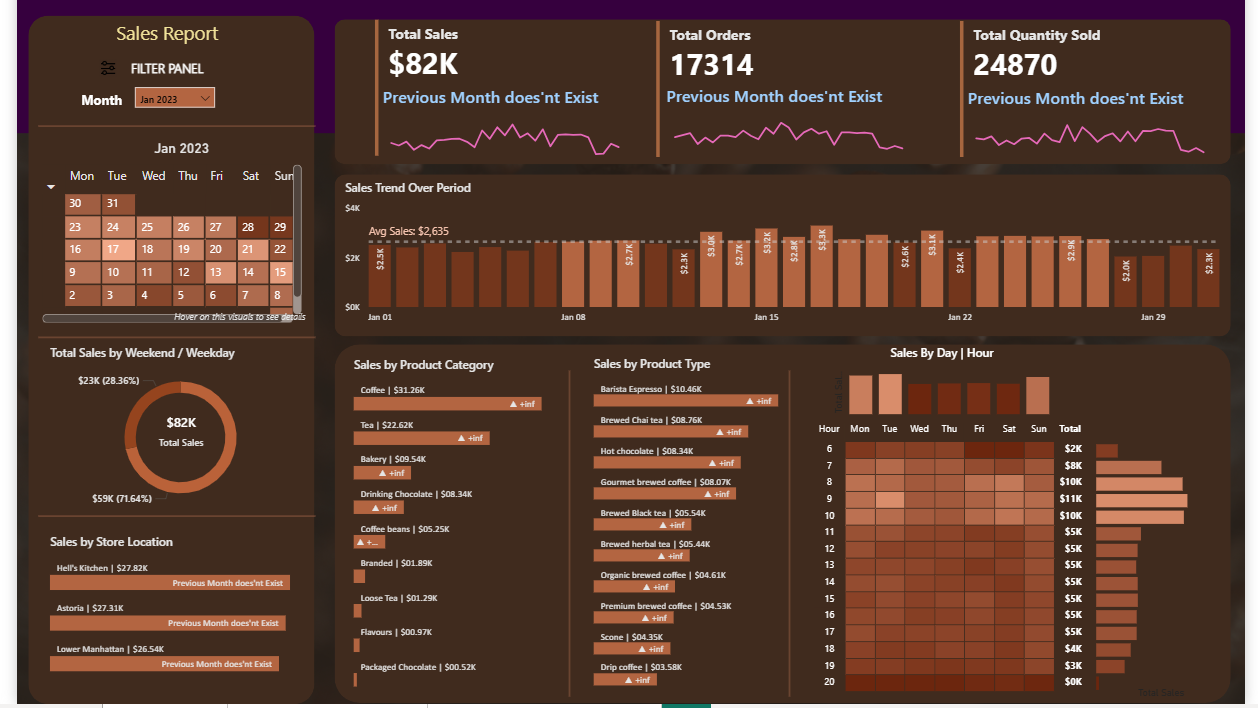 Sales Report
FILTER PANEL
Month Jan 2023
Jan 2023
Mon Tue Wed Thu Fri Sat Sun
30 31
23 24 25 26 27 28 29
16 17 18 19 20 21 22
9 10 11 12 13 14 15
2 3 4 5 6 7 8
Hover on this visuals to see details
Total Sales by Weekend / Weekday
$23K (28.36%)
$82K
Total Sales
$59K (71.64%)
Sales by Store Location
Hell's Kitchen | $27.82K
Previous Month does'nt Exist
Astoria | $27.31K
Previous Month does'nt Exist
Lower Manhattan | $26.54K
Previous Month does'nt Exist
Total Sales
$82K
Previous Month does'nt Exist
Total Orders
17314
Previous Month does'nt Exist
Total Quantity Sold
24870
Previous Month does'nt Exist
Sales Trend Over Period
$4K
Avg Sales: $2,635
$2K
$0K
$2.5K $2.7K $2.3K $3.0K $2.7K $3.2K $2.8K $3.3K $2.6K $3.1K $2.4K $2.9K $2.0K $2.3K
Jan 01 Jan 08 Jan 15 Jan 22 Jan 29
Sales by Product Category
Coffee | $31.26K
▲ +inf
Tea | $22.62K
▲ +inf
Bakery | $09.54K
▲ +inf
Drinking Chocolate | $08.34K
▲ +inf
Coffee beans | $05.25K
▲ +...
Branded | $01.89K
Loose Tea | $01.29K
Flavours | $00.97K
Packaged Chocolate | $00.52K
Sales by Product Type
Barista Espresso | $10.46K
▲ +inf
Brewed Chai tea | $08.76K
▲ +inf
Hot chocolate | $08.34K
▲ +inf
Gourmet brewed coffee | $08.07K
▲ +inf
Brewed Black tea | $05.54K
▲ +inf
Brewed herbal tea | $05.44K
▲ +inf
Organic brewed coffee | $04.61K
▲ +inf
Premium brewed coffee | $04.53K
▲ +inf
Scone | $04.35K
▲ +inf
Drip coffee | $03.58K
▲ +inf
Sales By Day | Hour
Hour Mon Tue Wed Thu Fri Sat Sun Total
6 $2K
7 $8K
8 $10K
9 $11K
10 $10K
11 $5K
12 $5K
13 $5K
14 $5K
15 $5K
16 $5K
17 $5K
18 $4K
19 $3K
20 $0K
Total Sales